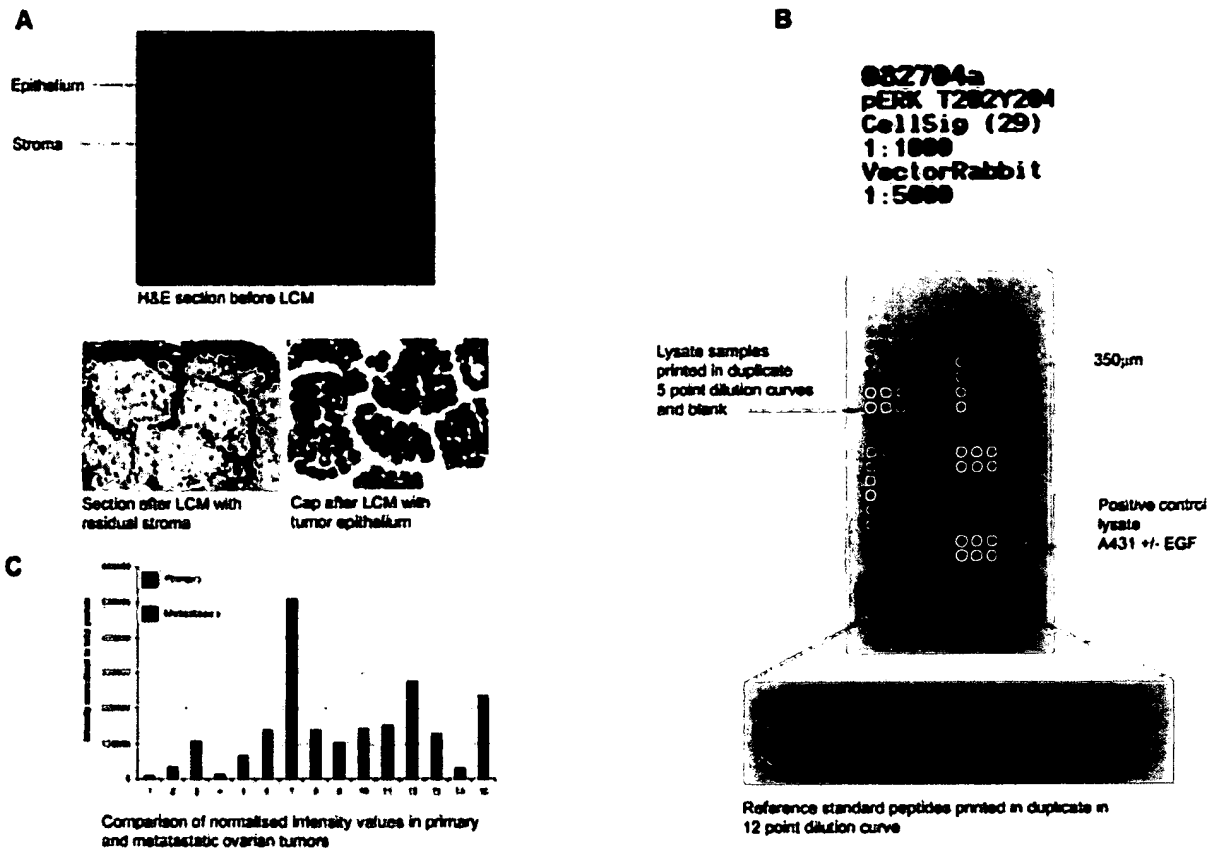 A
Epithelium
Stroma
H&E section before LCM
Section after LCM with
residual stroma
Cap after LCM with
tumor epithelium
B
082704a
pERK T202Y204
CellSig (29)
1:1000
VectorRabbit
1:5000
Lysate samples
printed in duplicate
5 point dilution curves
and blank
350µm
Positive control
lysate
A431 +/- EGF
Reference standard peptides printed in duplicate in
12 point dilution curve
C
Primary
Metastasis
1 2 3 4 5 6 7 8 9 10 11 12 13 14 15
0
Comparison of normalised Intensity values in primary
and metatastatic ovarian tumors